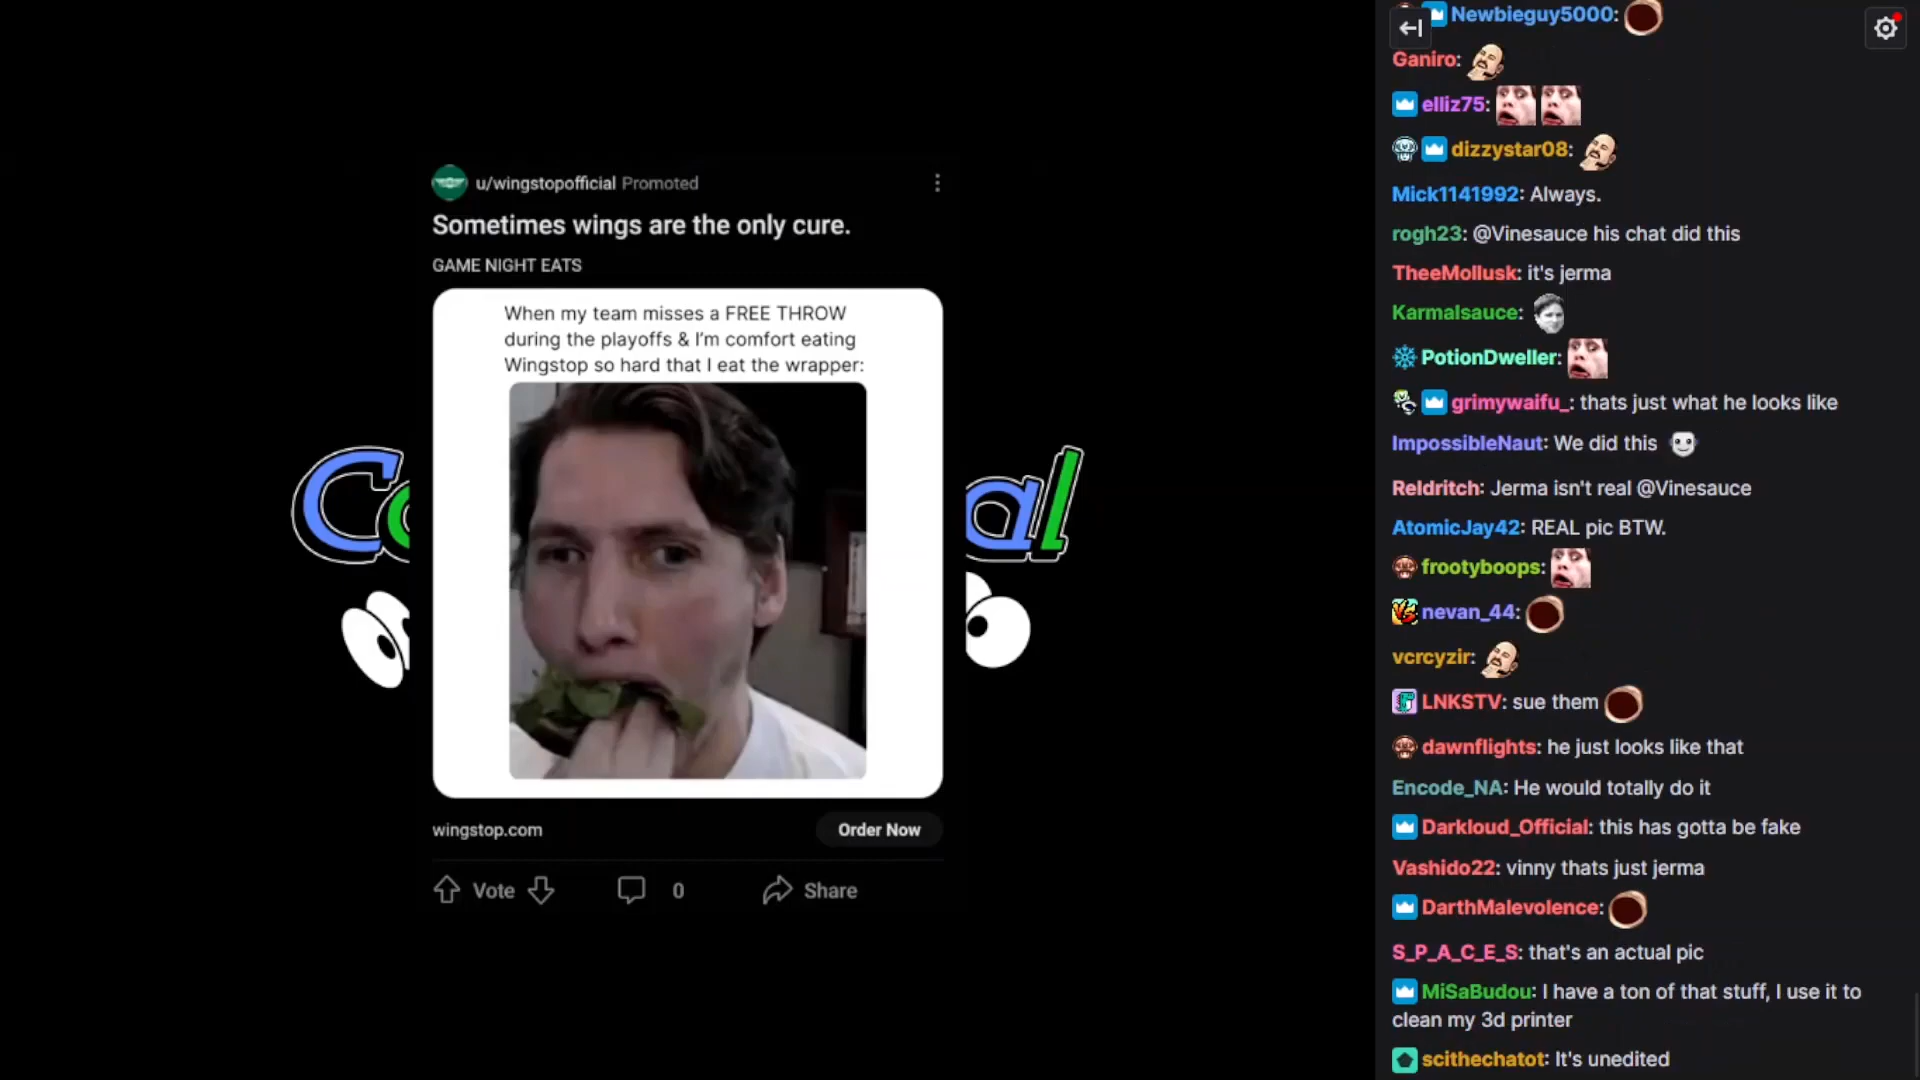 u/wingstopofficial Promoted
Sometimes wings are the only cure.
GAME NIGHT EATS
When my team misses a FREE THROW
during the playoffs & I'm comfort eating
Wingstop so hard that I eat the wrapper:
wingstop.com
Order Now
Vote
0
Share
Newbieguy5000:
Ganiro:
elliz75:
dizzystar08:
Mick1141992: Always.
rogh23: @Vinesauce his chat did this
TheeMollusk: it's jerma
Karmalsauce:
PotionDweller:
grimywaifu_: thats just what he looks like
ImpossibleNaut: We did this
Reldritch: Jerma isn't real @Vinesauce
AtomicJay42: REAL pic BTW.
frootyboops:
nevan_44:
vcrcyzir:
LNKSTV: sue them
dawnflights: he just looks like that
Encode_NA: He would totally do it
Darkloud_Official: this has gotta be fake
Vashido22: vinny thats just jerma
DarthMalevolence:
S_P_A_C_E_S: that's an actual pic
MiSaBudou: I have a ton of that stuff, I use it to
clean my 3d printer
scithechatot: It's unedited